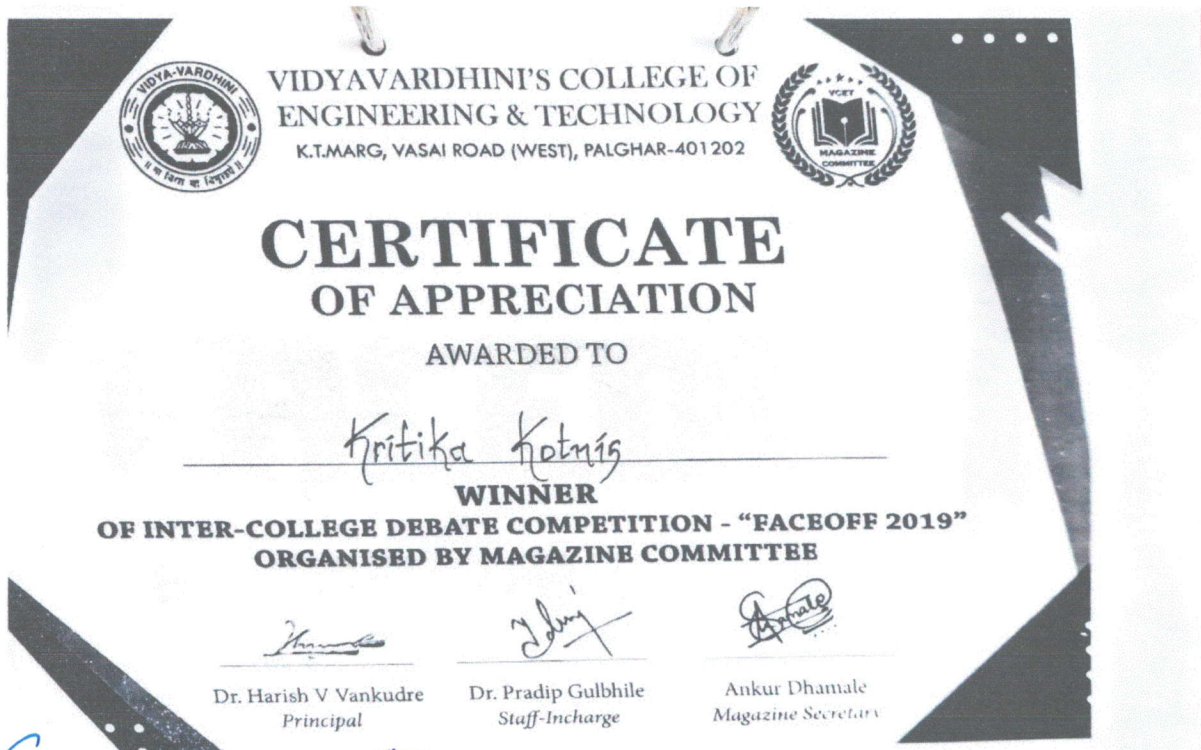 VIDYA-VARDHINI
VIDYAVARDHINI'S COLLEGE OF
ENGINEERING & TECHNOLOGY
K.T.MARG, VASAI ROAD (WEST), PALGHAR-401202
VCET
MAGAZINE
COMMITTEE
CERTIFICATE
OF APPRECIATION
AWARDED TO
Kritika Kotnis
WINNER
OF INTER-COLLEGE DEBATE COMPETITION - “FACEOFF 2019”
ORGANISED BY MAGAZINE COMMITTEE
Dr. Harish V Vankudre
Principal
Dr. Pradip Gulbhile
Staff-Incharge
Ankur Dhamale
Magazine Secretary